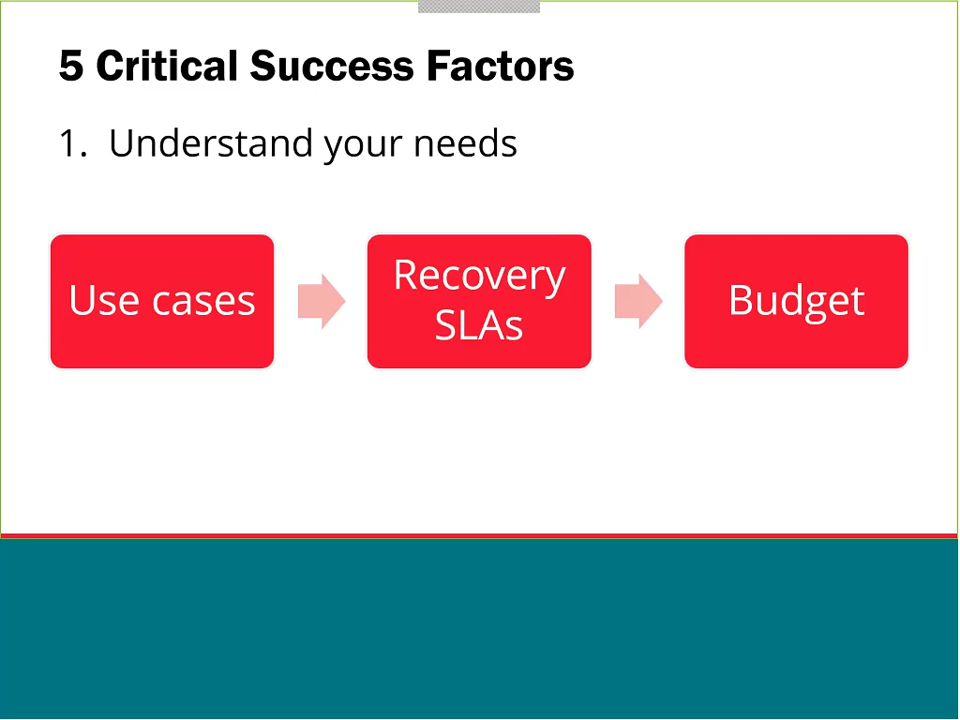 5 Critical Success Factors
1. Understand your needs
Use cases
Recovery
SLAs
Budget